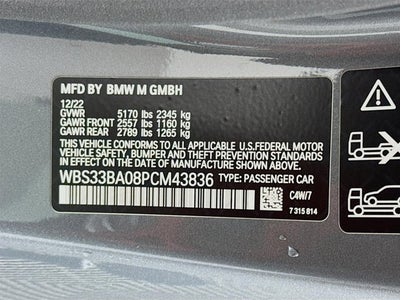 MFD BY BMW M GMBH
12/22
GVWR 5170 lbs 2345 kg
GAWR FRONT 2557 lbs 1160 kg
GAWR REAR 2789 lbs 1265 kg
THIS VEHICLE CONFORMS TO ALL APPLICABLE U.S.FEDERAL MOTOR
VEHICLE SAFETY, BUMPER, AND THEFT PREVENTION STANDARDS IN
EFFECT ON THE DATE OF MANUFACTURE SHOWN ABOVE.
WBS33BA08PCM43836 TYPE: PASSENGER CAR
C4W/7
7 315 814